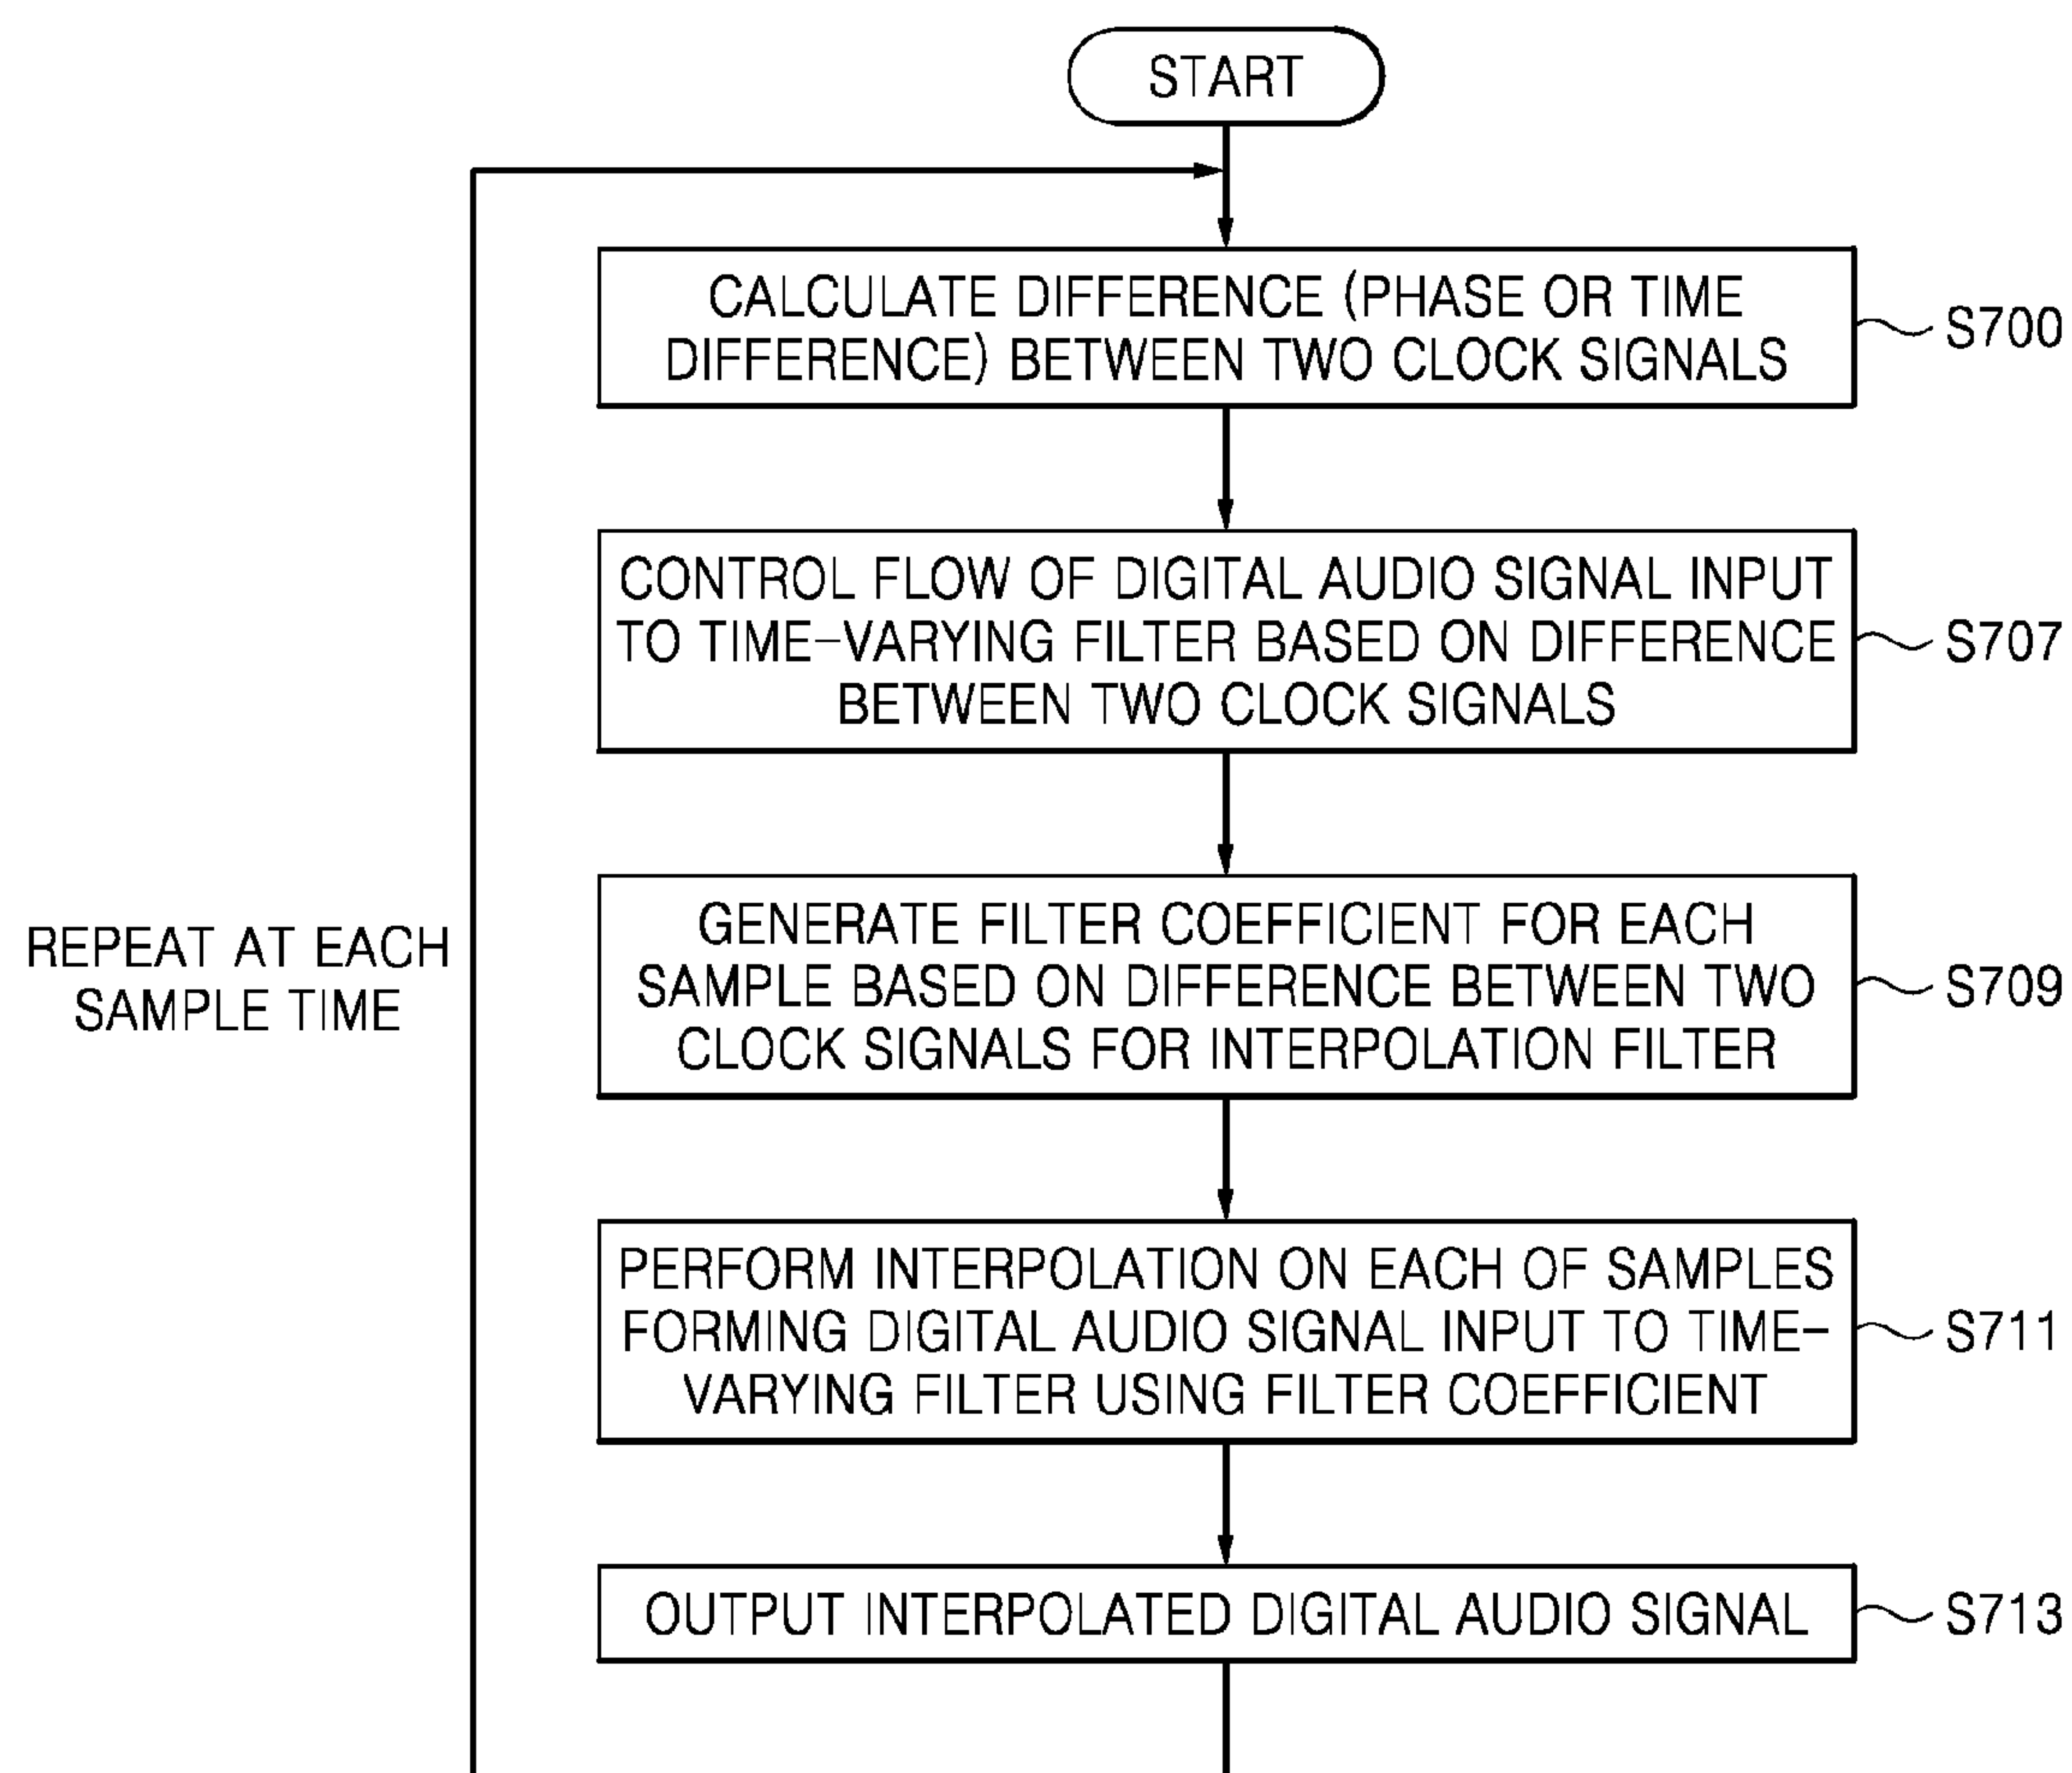 START
CALCULATE DIFFERENCE (PHASE OR TIME
DIFFERENCE) BETWEEN TWO CLOCK SIGNALS
S700
CONTROL FLOW OF DIGITAL AUDIO SIGNAL INPUT
TO TIME-VARYING FILTER BASED ON DIFFERENCE
BETWEEN TWO CLOCK SIGNALS
S707
GENERATE FILTER COEFFICIENT FOR EACH
SAMPLE BASED ON DIFFERENCE BETWEEN TWO
CLOCK SIGNALS FOR INTERPOLATION FILTER
S709
REPEAT AT EACH
SAMPLE TIME
PERFORM INTERPOLATION ON EACH OF SAMPLES
FORMING DIGITAL AUDIO SIGNAL INPUT TO TIME-
VARYING FILTER USING FILTER COEFFICIENT
S711
OUTPUT INTERPOLATED DIGITAL AUDIO SIGNAL
S713